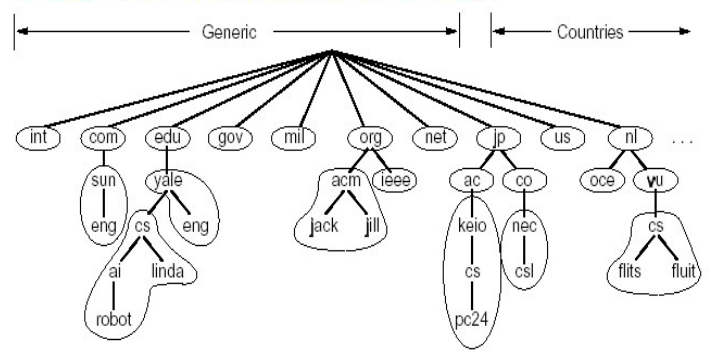 Generic Countries
int com edu gov mil org net jp us nl ...
sun yale acm ieee ac co oce vu
eng cs eng jack jill keio nec cs
ai linda cs csl flits fluit
robot pc24